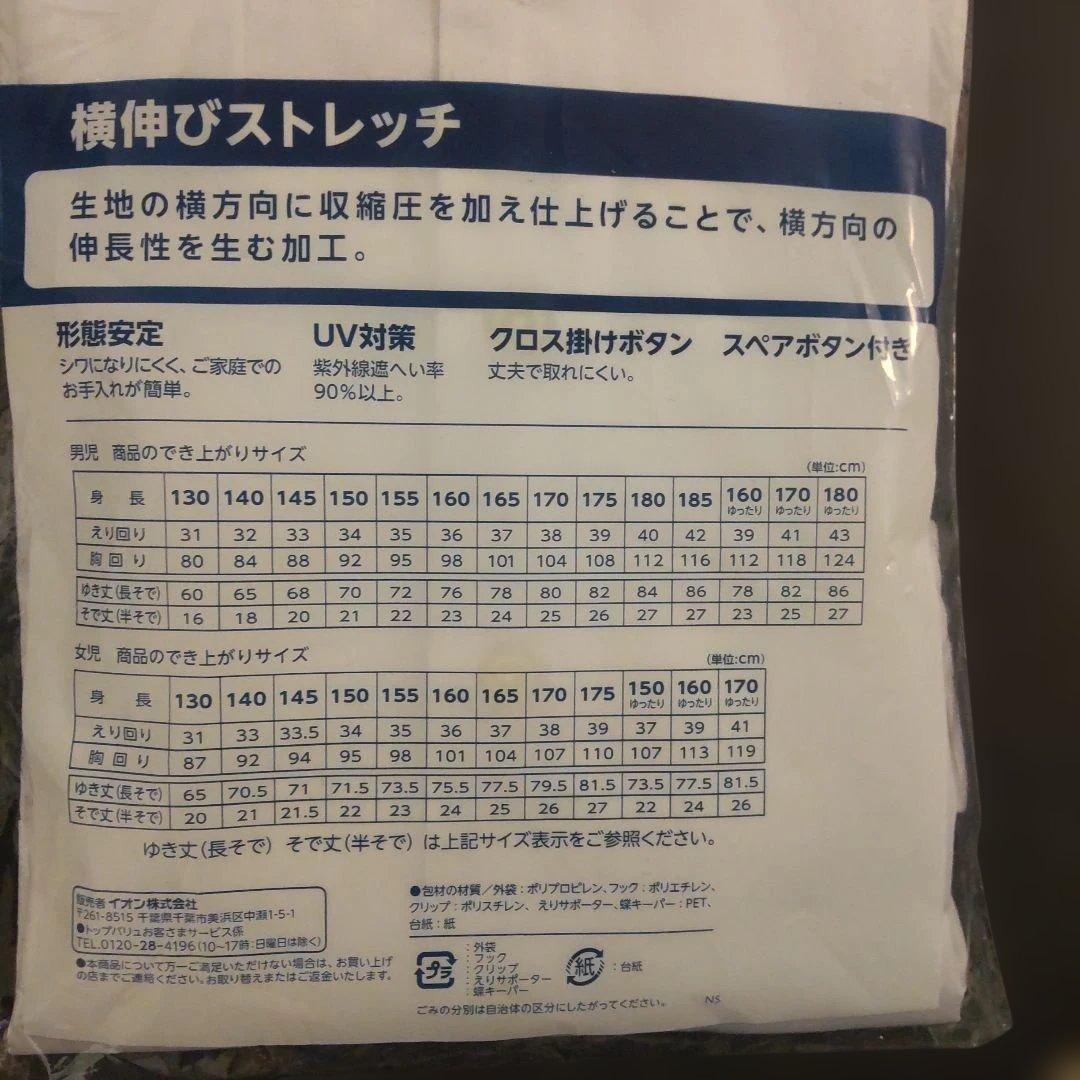 横伸びストレッチ
生地の横方向に収縮圧を加え仕上げることで、横方向の
伸長性を生む加工。
形態安定 UV対策 クロス掛けボタン スペアボタン付き
シワになりにくく、ご家庭での 紫外線遮へい率 丈夫で取れにくい。
お手入れが簡単。 90%以上。
男児 商品のでき上がりサイズ
(単位:cm)
身長 130 140 145 150 155 160 165 170 175 180 185 160 170 180
ゆったり ゆったり ゆったり
えり回り 31 32 33 34 35 36 37 38 39 40 42 39 41 43
胸回り 80 84 88 92 95 98 101 104 108 112 116 112 118 124
ゆき丈(長そで) 60 65 68 70 72 76 78 80 82 84 86 78 82 86
そで丈(半そで) 16 18 20 21 22 23 24 25 26 27 27 23 25 27
女児 商品のでき上がりサイズ
(単位:cm)
身長 130 140 145 150 155 160 165 170 175 150 160 170
ゆったり ゆったり ゆったり
えり回り 31 33 33.5 34 35 36 37 38 39 37 39 41
胸回り 87 92 94 95 98 101 104 107 110 107 113 119
ゆき丈(長そで) 65 70.5 71 71.5 73.5 75.5 77.5 79.5 81.5 73.5 77.5 81.5
そで丈(半そで) 20 21 21.5 22 23 24 25 26 27 22 24 26
ゆき丈(長そで) そで丈(半そで) は上記サイズ表示をご参照ください。
販売者 イオン株式会社
〒261-8515 千葉県千葉市美浜区中瀬1-5-1
●トップバリュお客さまサービス係
TEL.0120-28-4196(10〜17時:日曜日は除く)
●本商品について万一ご満足いただけない場合は、お買い上げ
の店までご連絡ください。お取り替えまたはご返金いたします。
●包材の材質/外袋:ポリプロピレン、フック:ポリエチレン、
クリップ:ポリスチレン、えりサポーター、蝶キーパー:PET、
台紙:紙
プラ
:外袋
:フック
:クリップ
:えりサポーター
:蝶キーパー
紙 :台紙
ごみの分別は自治体の区分にしたがってください。
NS